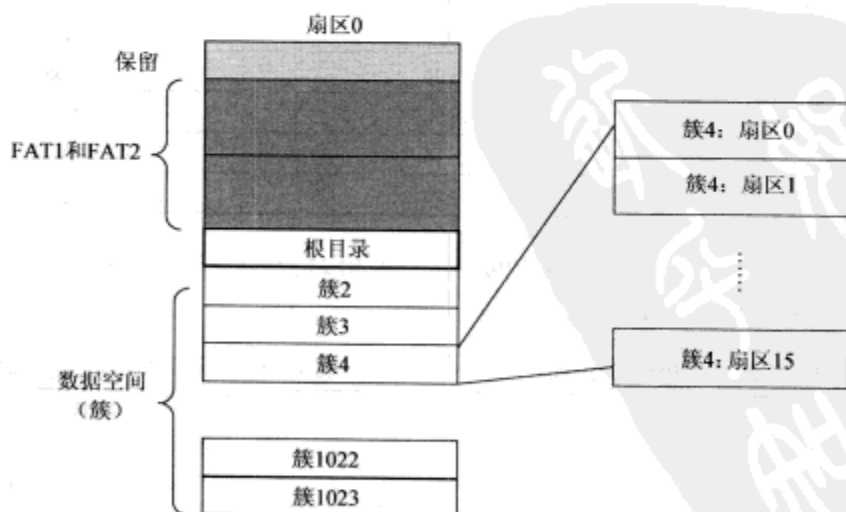 扇区0
保留
FAT1和FAT2
根目录
簇2
簇3
簇4
数据空间
（簇）
簇1022
簇1023
簇4：扇区0
簇4：扇区1
簇4：扇区15